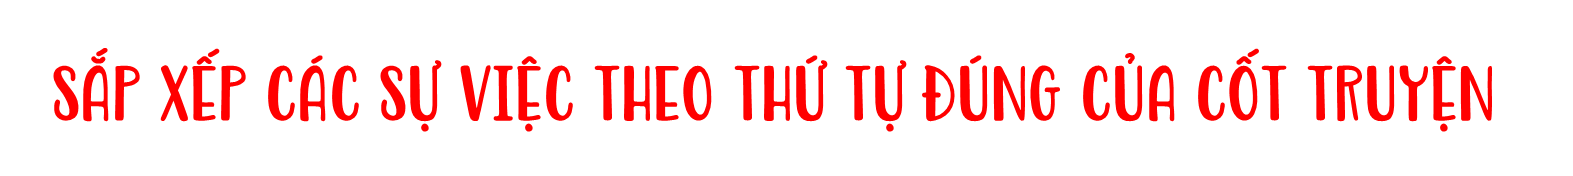 SẮP XẾP CÁC SỰ VIỆC THEO THỨ TỰ ĐÚNG CỦA CỐT TRUYỆN